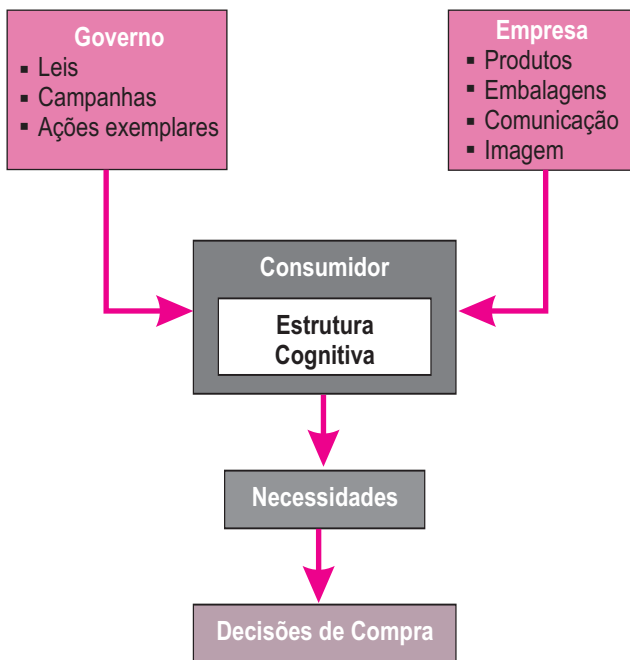 Governo
▪ Leis
▪ Campanhas
▪ Ações exemplares
Empresa
▪ Produtos
▪ Embalagens
▪ Comunicação
▪ Imagem
Consumidor
Estrutura
Cognitiva
Necessidades
Decisões de Compra